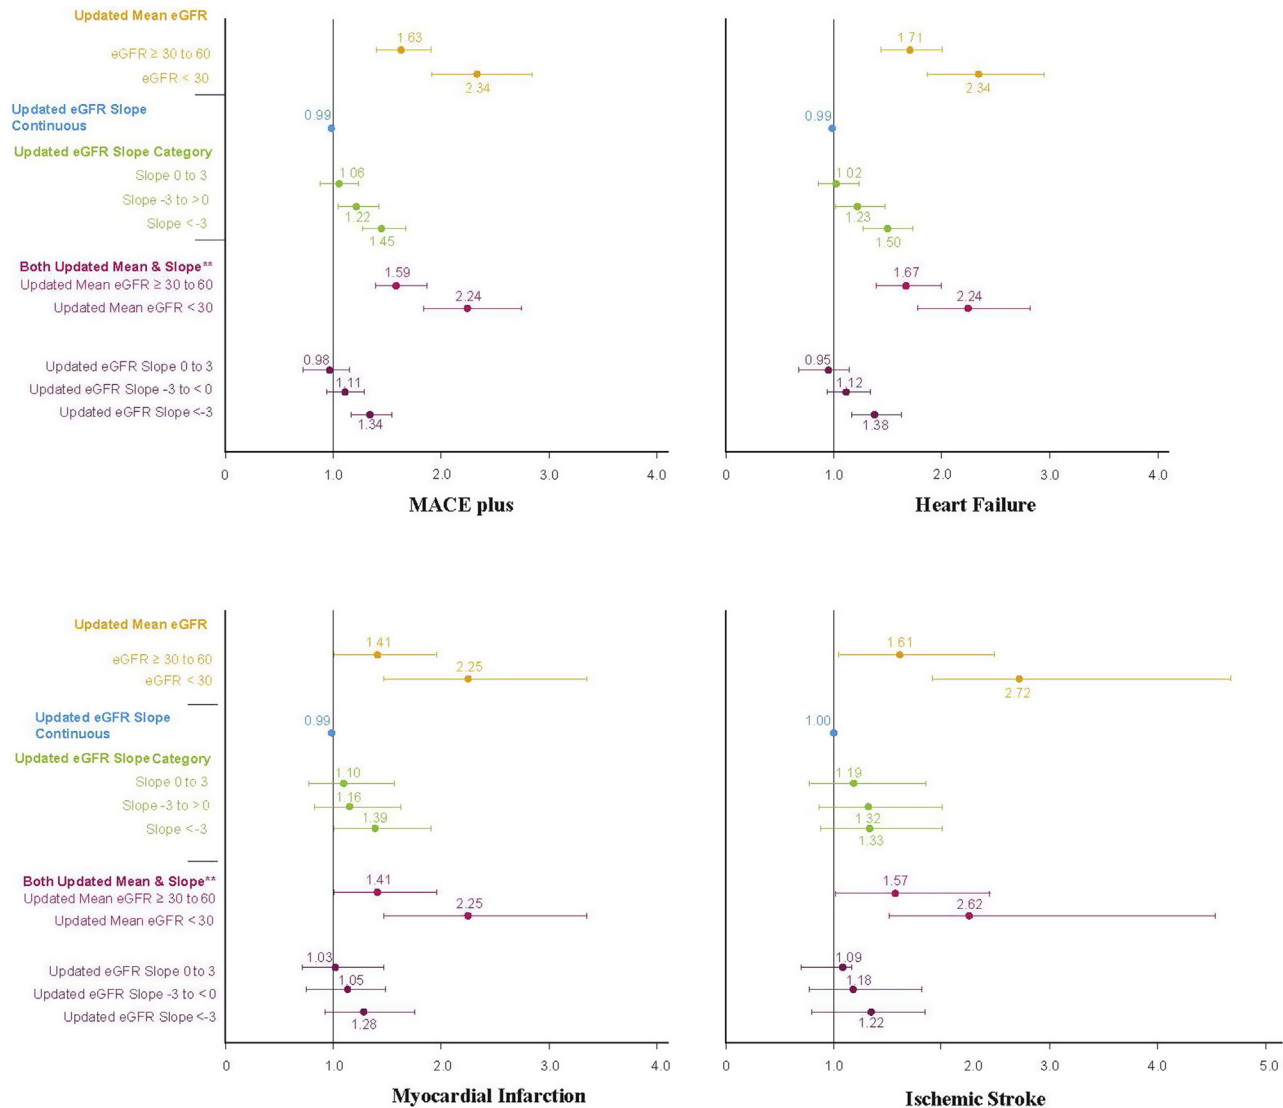 Updated Mean eGFR
eGFR ≥ 30 to 60
eGFR < 30
Updated eGFR Slope
Continuous
Updated eGFR Slope Category
Slope 0 to 3
Slope -3 to >0
Slope <-3
Both Updated Mean & Slope**
Updated Mean eGFR ≥ 30 to 60
Updated Mean eGFR <30
Updated eGFR Slope 0 to 3
Updated eGFR Slope -3 to <0
Updated eGFR Slope <-3
1.63
2.34
0.99
1.06
1.22
1.45
1.59
2.24
0.98
1.11
1.34
0 1.0 2.0 3.0 4.0
MACE plus
1.71
2.34
0.99
1.02
1.23
1.50
1.67
2.24
0.95
1.12
1.38
0 1.0 2.0 3.0 4.0
Heart Failure
Updated Mean eGFR
eGFR ≥ 30 to 60
eGFR <30
Updated eGFR Slope
Continuous
Updated eGFR Slope Category
Slope 0 to 3
Slope -3 to >0
Slope <-3
Both Updated Mean & Slope**
Updated Mean eGFR ≥ 30 to 60
Updated Mean eGFR <30
Updated eGFR Slope 0 to 3
Updated eGFR Slope -3 to <0
Updated eGFR Slope <-3
1.41
2.25
0.99
1.10
1.16
1.39
1.41
2.25
1.03
1.05
1.28
0 1.0 2.0 3.0 4.0
Myocardial Infarction
1.61
2.72
1.00
1.19
1.32
1.33
1.57
2.62
1.09
1.18
1.22
0 1.0 2.0 3.0 4.0 5.0
Ischemic Stroke